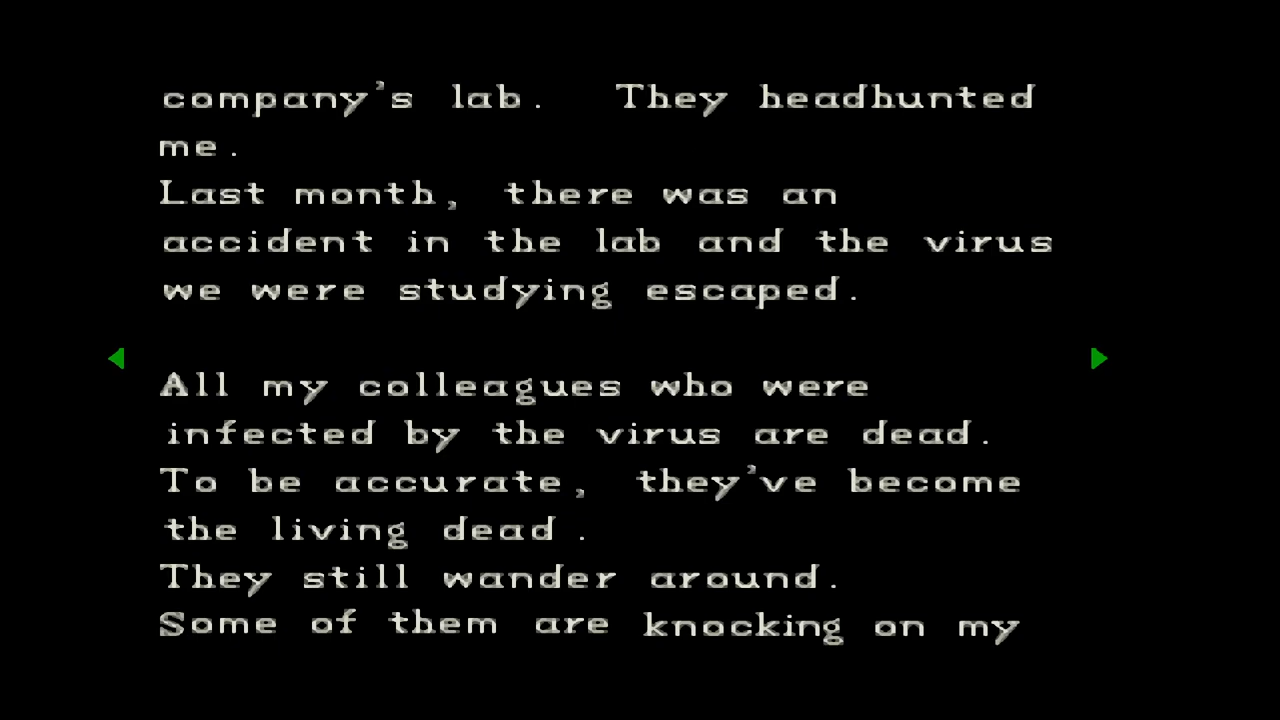 company's lab. They headhunted
me.
Last month, there was an
accident in the lab and the virus
we were studying escaped.
All my colleagues who were
infected by the virus are dead.
To be accurate, they've become
the living dead.
They still wander around.
Some of them are knocking on my